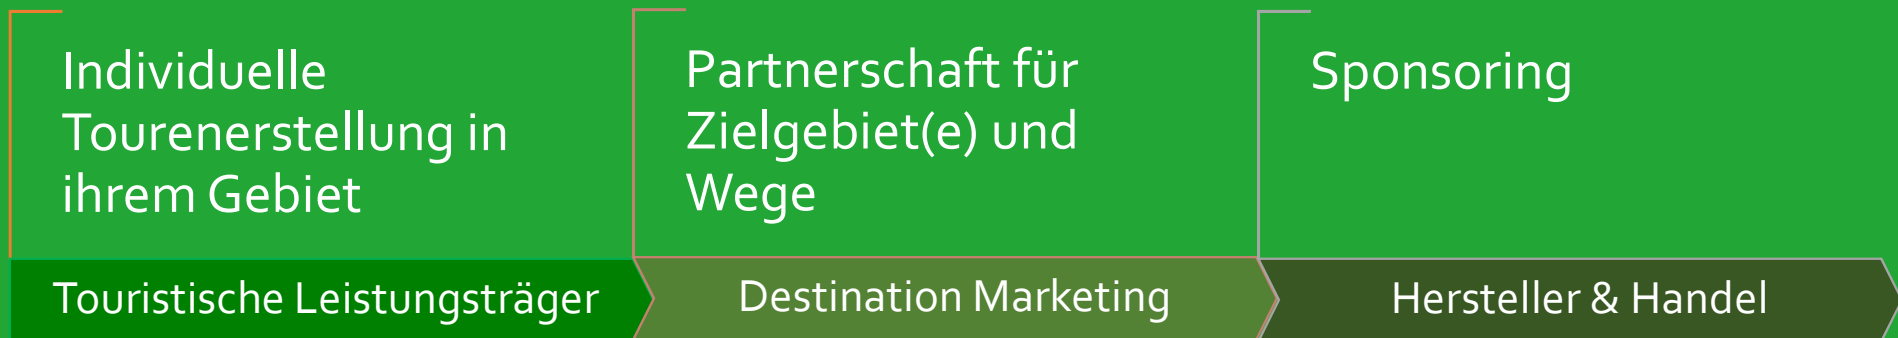 Individuelle
Tourenerstellung in
ihrem Gebiet
Touristische Leistungsträger
Partnerschaft für
Zielgebiet(e) und
Wege
Destination Marketing
Sponsoring
Hersteller & Handel